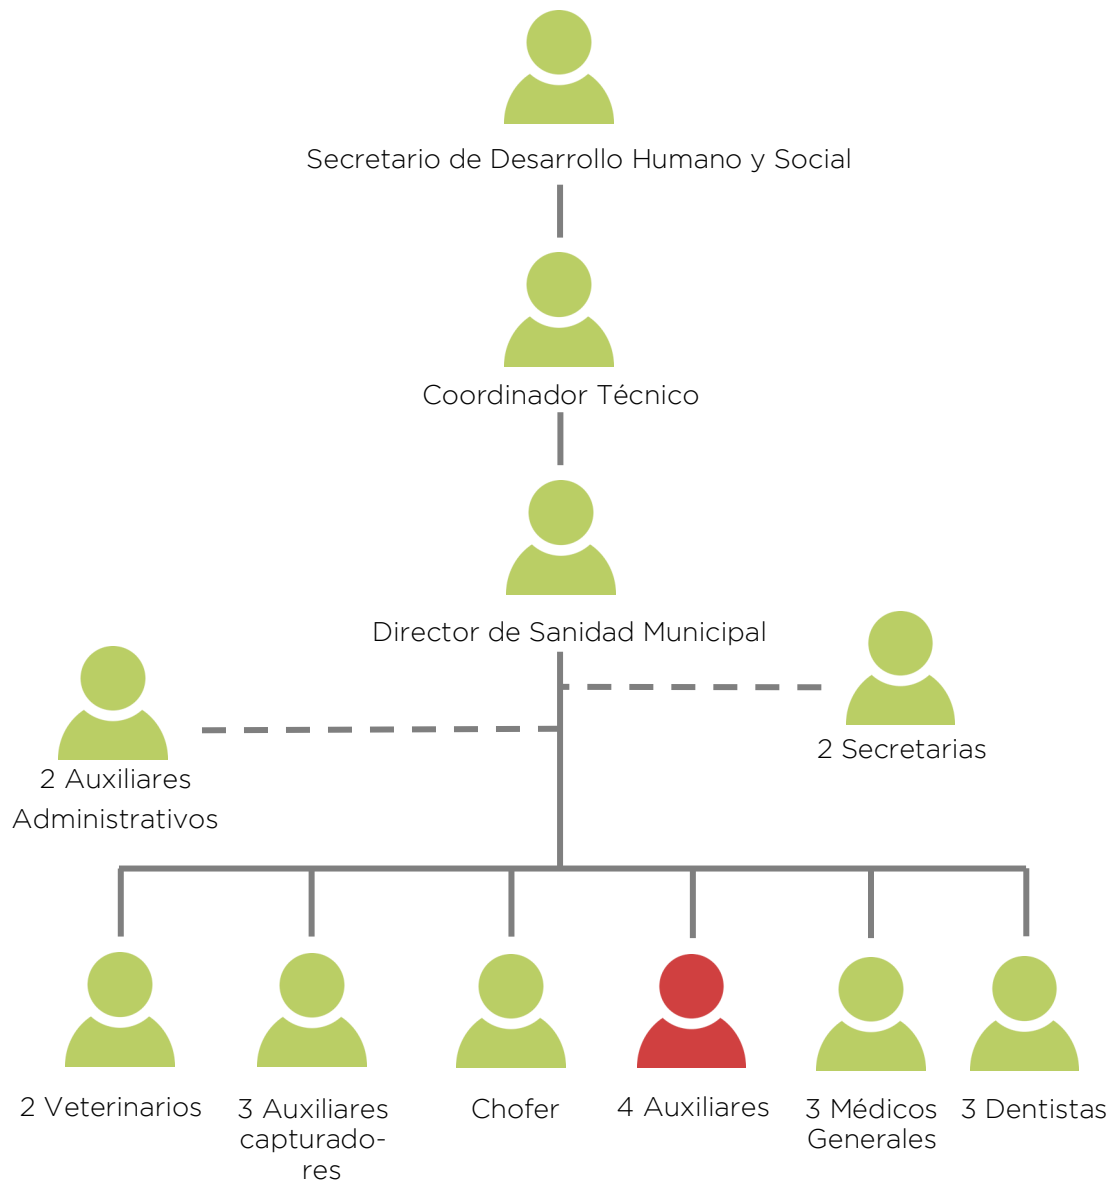 Secretario de Desarrollo Humano y Social
Coordinador Técnico
Director de Sanidad Municipal
2 Secretarias
2 Auxiliares
Administrativos
2 Veterinarios
3 Auxiliares
capturado-
res
Chofer
4 Auxiliares
3 Médicos
Generales
3 Dentistas